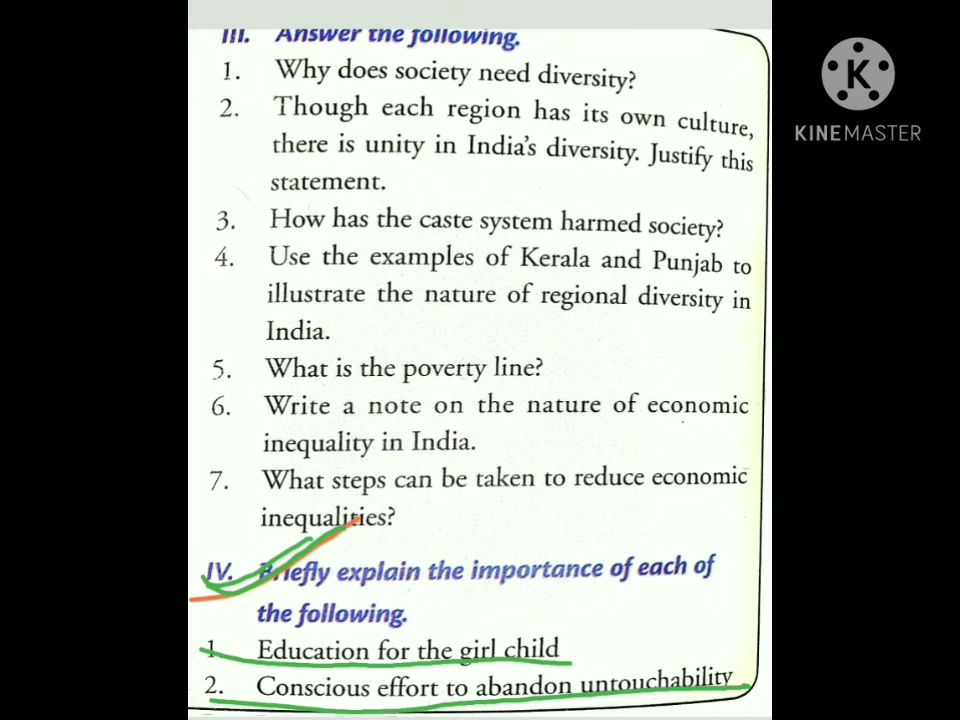 III. Answer the following.
1. Why does society need diversity?
2. Though each region has its own culture,
there is unity in India's diversity. Justify this
statement.
3. How has the caste system harmed society?
4. Use the examples of Kerala and Punjab to
illustrate the nature of regional diversity in
India.
5. What is the poverty line?
6. Write a note on the nature of economic
inequality in India.
7. What steps can be taken to reduce economic
inequalities?
IV. Briefly explain the importance of each of
the following.
1. Education for the girl child
2. Conscious effort to abandon untouchability
K
KINEMASTER